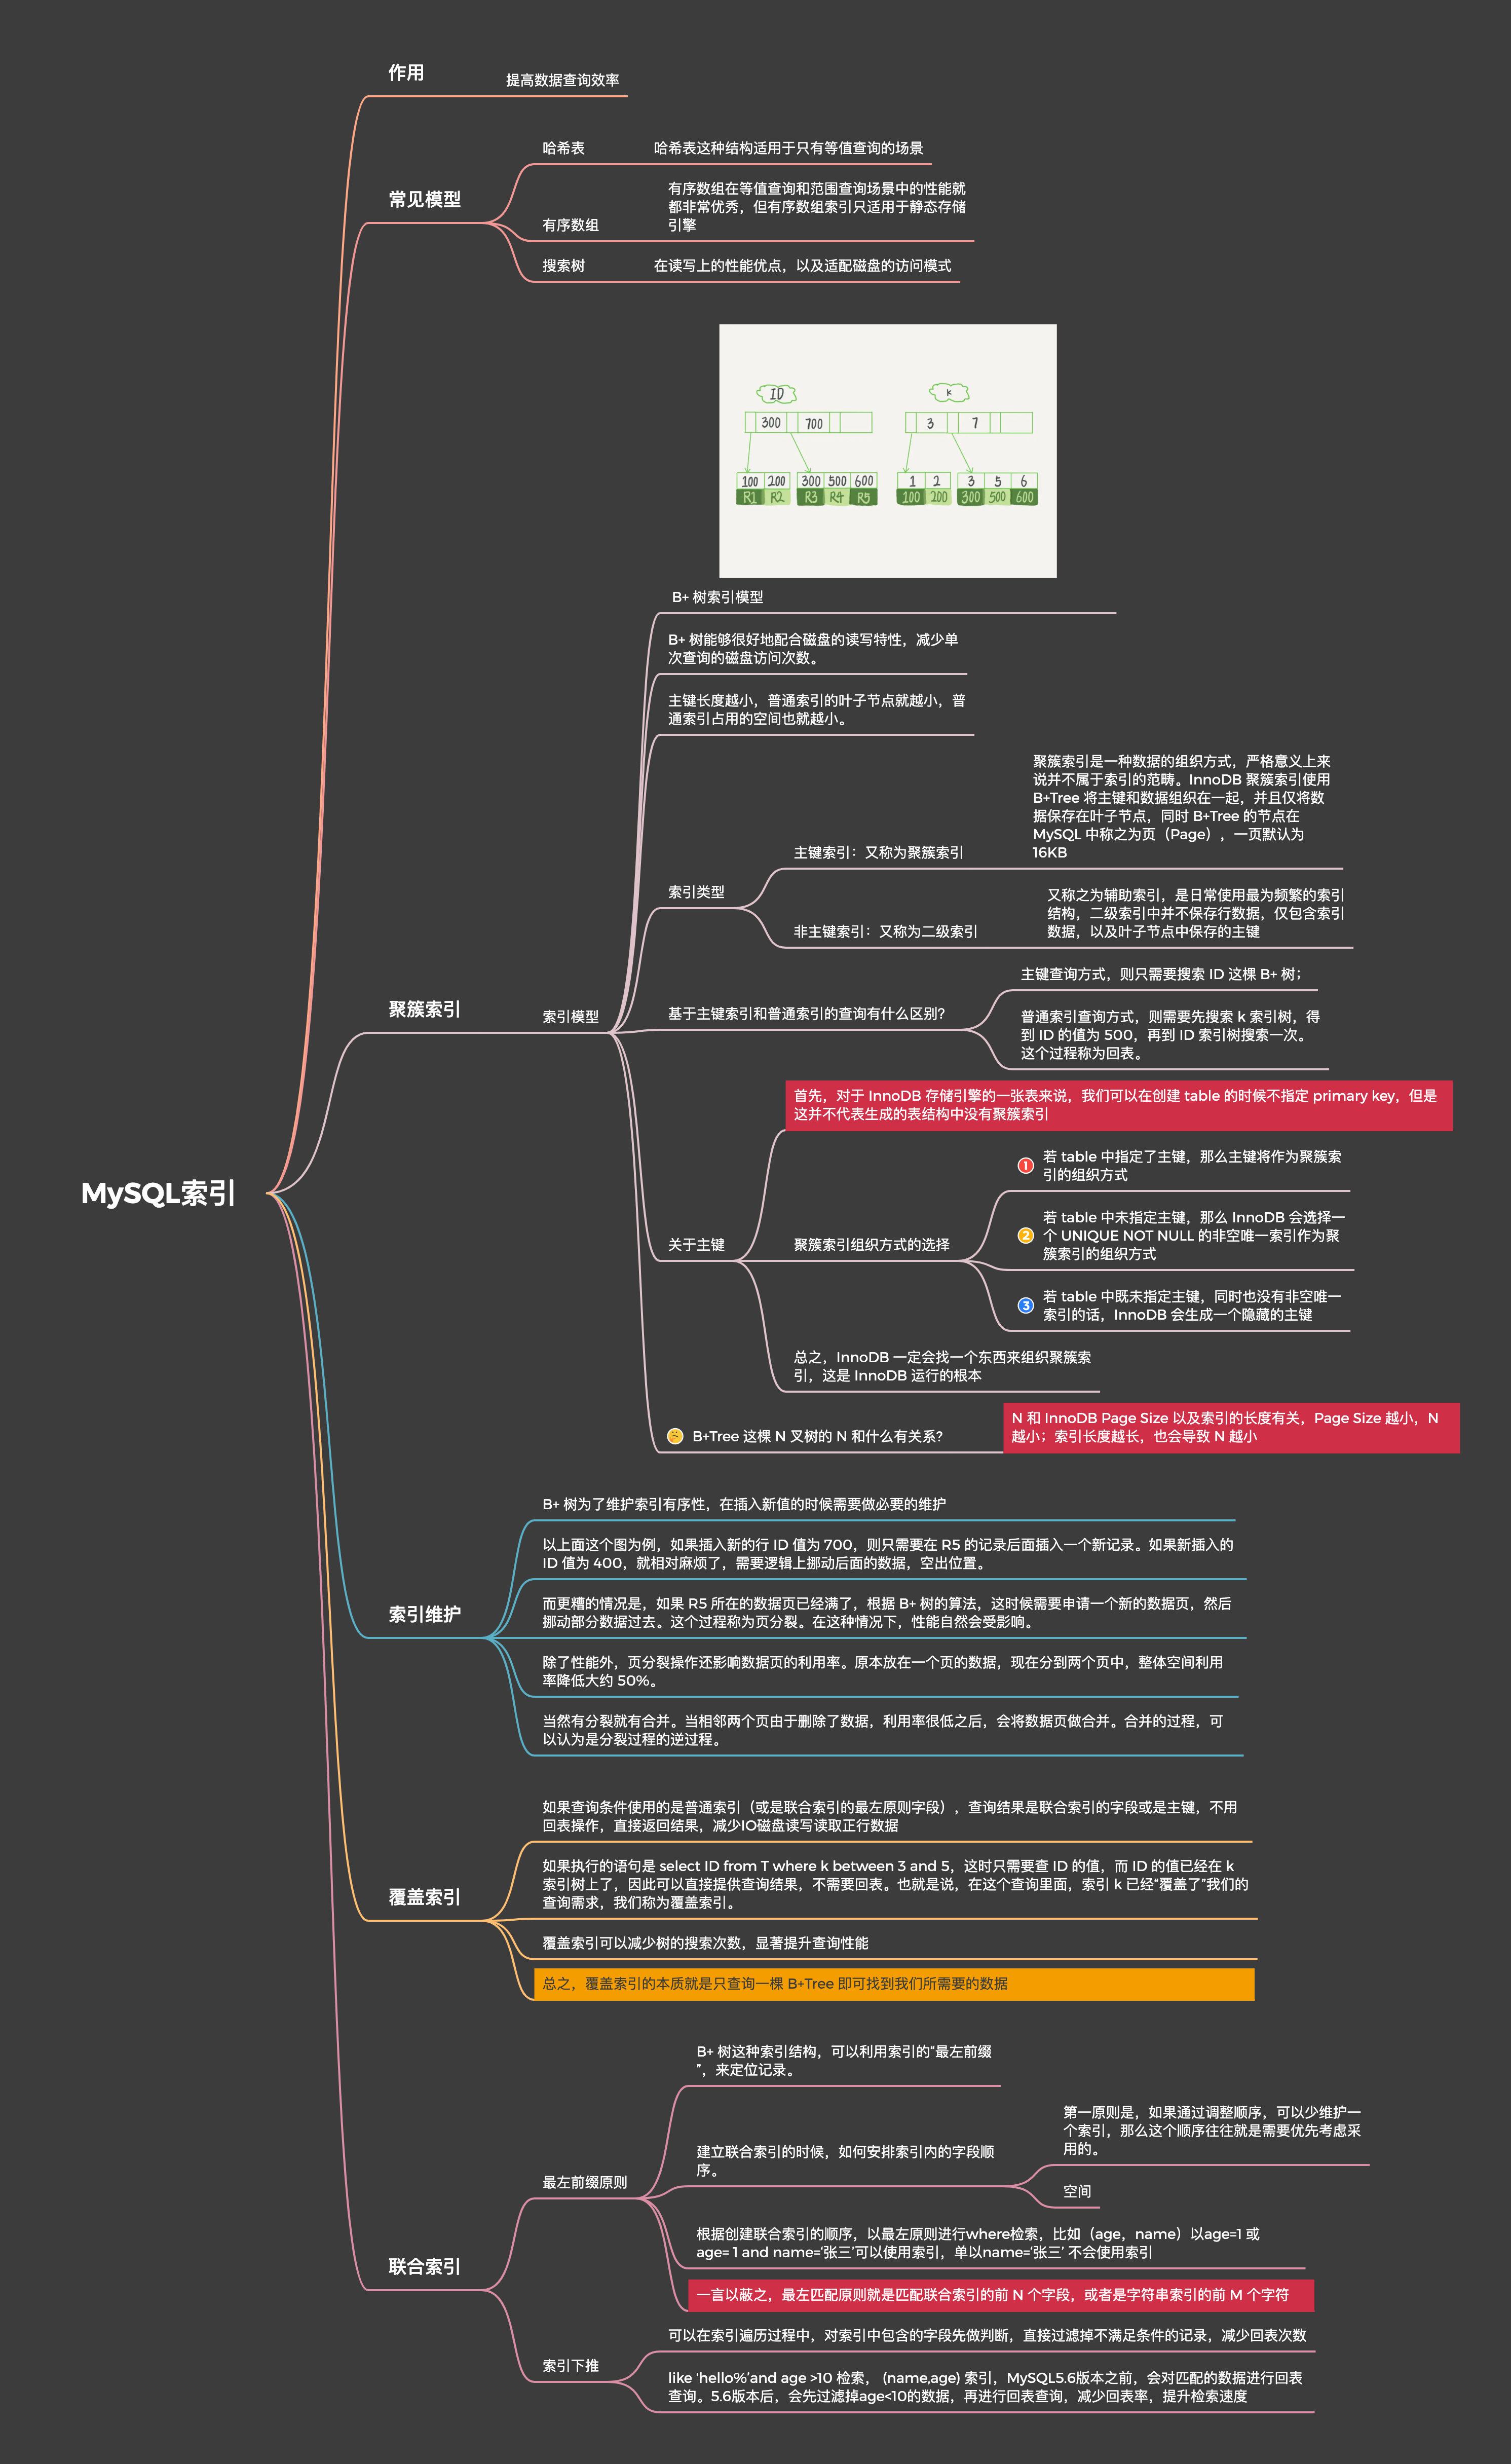 MySQL索引
作用
提高数据查询效率
常见模型
哈希表
哈希表这种结构适用于只有等值查询的场景
有序数组
有序数组在等值查询和范围查询场景中的性能就
都非常优秀，但有序数组索引只适用于静态存储
引擎
搜索树
在读写上的性能优点，以及适配磁盘的访问模式
聚簇索引
索引模型
ID
300 700
100 200 300 500 600
R1 R2 R3 R4 R5
k
3 7
1 2 3 5 6
100 200 300 500 600
B+ 树索引模型
B+ 树能够很好地配合磁盘的读写特性，减少单
次查询的磁盘访问次数。
主键长度越小，普通索引的叶子节点就越小，普
通索引占用的空间也就越小。
索引类型
主键索引：又称为聚簇索引
聚簇索引是一种数据的组织方式，严格意义上来
说并不属于索引的范畴。InnoDB 聚簇索引使用
B+Tree 将主键和数据组织在一起，并且仅将数
据保存在叶子节点，同时 B+Tree 的节点在
MySQL 中称之为页（Page），一页默认为
16KB
非主键索引：又称为二级索引
又称之为辅助索引，是日常使用最为频繁的索引
结构，二级索引中并不保存行数据，仅包含索引
数据，以及叶子节点中保存的主键
基于主键索引和普通索引的查询有什么区别?
主键查询方式，则只需要搜索 ID 这棵 B+ 树；
普通索引查询方式，则需要先搜索 k 索引树，得
到 ID 的值为 500，再到 ID 索引树搜索一次。
这个过程称为回表。
关于主键
首先，对于 InnoDB 存储引擎的一张表来说，我们可以在创建 table 的时候不指定 primary key，但是
这并不代表生成的表结构中没有聚簇索引
聚簇索引组织方式的选择
1 若 table 中指定了主键，那么主键将作为聚簇索
引的组织方式
2 若 table 中未指定主键，那么 InnoDB 会选择一
个 UNIQUE NOT NULL 的非空唯一索引作为聚
簇索引的组织方式
3 若 table 中既未指定主键，同时也没有非空唯一
索引的话，InnoDB 会生成一个隐藏的主键
总之，InnoDB 一定会找一个东西来组织聚簇索
引，这是 InnoDB 运行的根本
B+Tree 这棵 N 叉树的 N 和什么有关系?
N 和 InnoDB Page Size 以及索引的长度有关，Page Size 越小，N
越小；索引长度越长，也会导致 N 越小
索引维护
B+ 树为了维护索引有序性，在插入新值的时候需要做必要的维护
以上面这个图为例，如果插入新的行 ID 值为 700，则只需要在 R5 的记录后面插入一个新记录。如果新插入的
ID 值为 400，就相对麻烦了，需要逻辑上挪动后面的数据，空出位置。
而更糟的情况是，如果 R5 所在的数据页已经满了，根据 B+ 树的算法，这时候需要申请一个新的数据页，然后
挪动部分数据过去。这个过程称为页分裂。在这种情况下，性能自然会受影响。
除了性能外，页分裂操作还影响数据页的利用率。原本放在一个页的数据，现在分到两个页中，整体空间利用
率降低大约 50%。
当然有分裂就有合并。当相邻两个页由于删除了数据，利用率很低之后，会将数据页做合并。合并的过程，可
以认为是分裂过程的逆过程。
覆盖索引
如果查询条件使用的是普通索引（或是联合索引的最左原则字段），查询结果是联合索引的字段或是主键，不用
回表操作，直接返回结果，减少IO磁盘读写读取正行数据
如果执行的语句是 select ID from T where k between 3 and 5，这时只需要查 ID 的值，而 ID 的值已经在 k
索引树上了，因此可以直接提供查询结果，不需要回表。也就是说，在这个查询里面，索引 k 已经“覆盖了”我们的
查询需求，我们称为覆盖索引。
覆盖索引可以减少树的搜索次数，显著提升查询性能
总之，覆盖索引的本质就是只查询一棵 B+Tree 即可找到我们所需要的数据
联合索引
最左前缀原则
B+ 树这种索引结构，可以利用索引的“最左前缀
”，来定位记录。
建立联合索引的时候，如何安排索引内的字段顺
序。
第一原则是，如果通过调整顺序，可以少维护一
个索引，那么这个顺序往往就是需要优先考虑采
用的。
空间
根据创建联合索引的顺序，以最左原则进行where检索，比如（age，name）以age=1 或
age= 1 and name=‘张三’可以使用索引，单以name=‘张三’ 不会使用索引
一言以蔽之，最左匹配原则就是匹配联合索引的前 N 个字段，或者是字符串索引的前 M 个字符
索引下推
可以在索引遍历过程中，对索引中包含的字段先做判断，直接过滤掉不满足条件的记录，减少回表次数
like 'hello%’and age >10 检索， (name,age) 索引，MySQL5.6版本之前，会对匹配的数据进行回表
查询。5.6版本后，会先过滤掉age<10的数据，再进行回表查询，减少回表率，提升检索速度